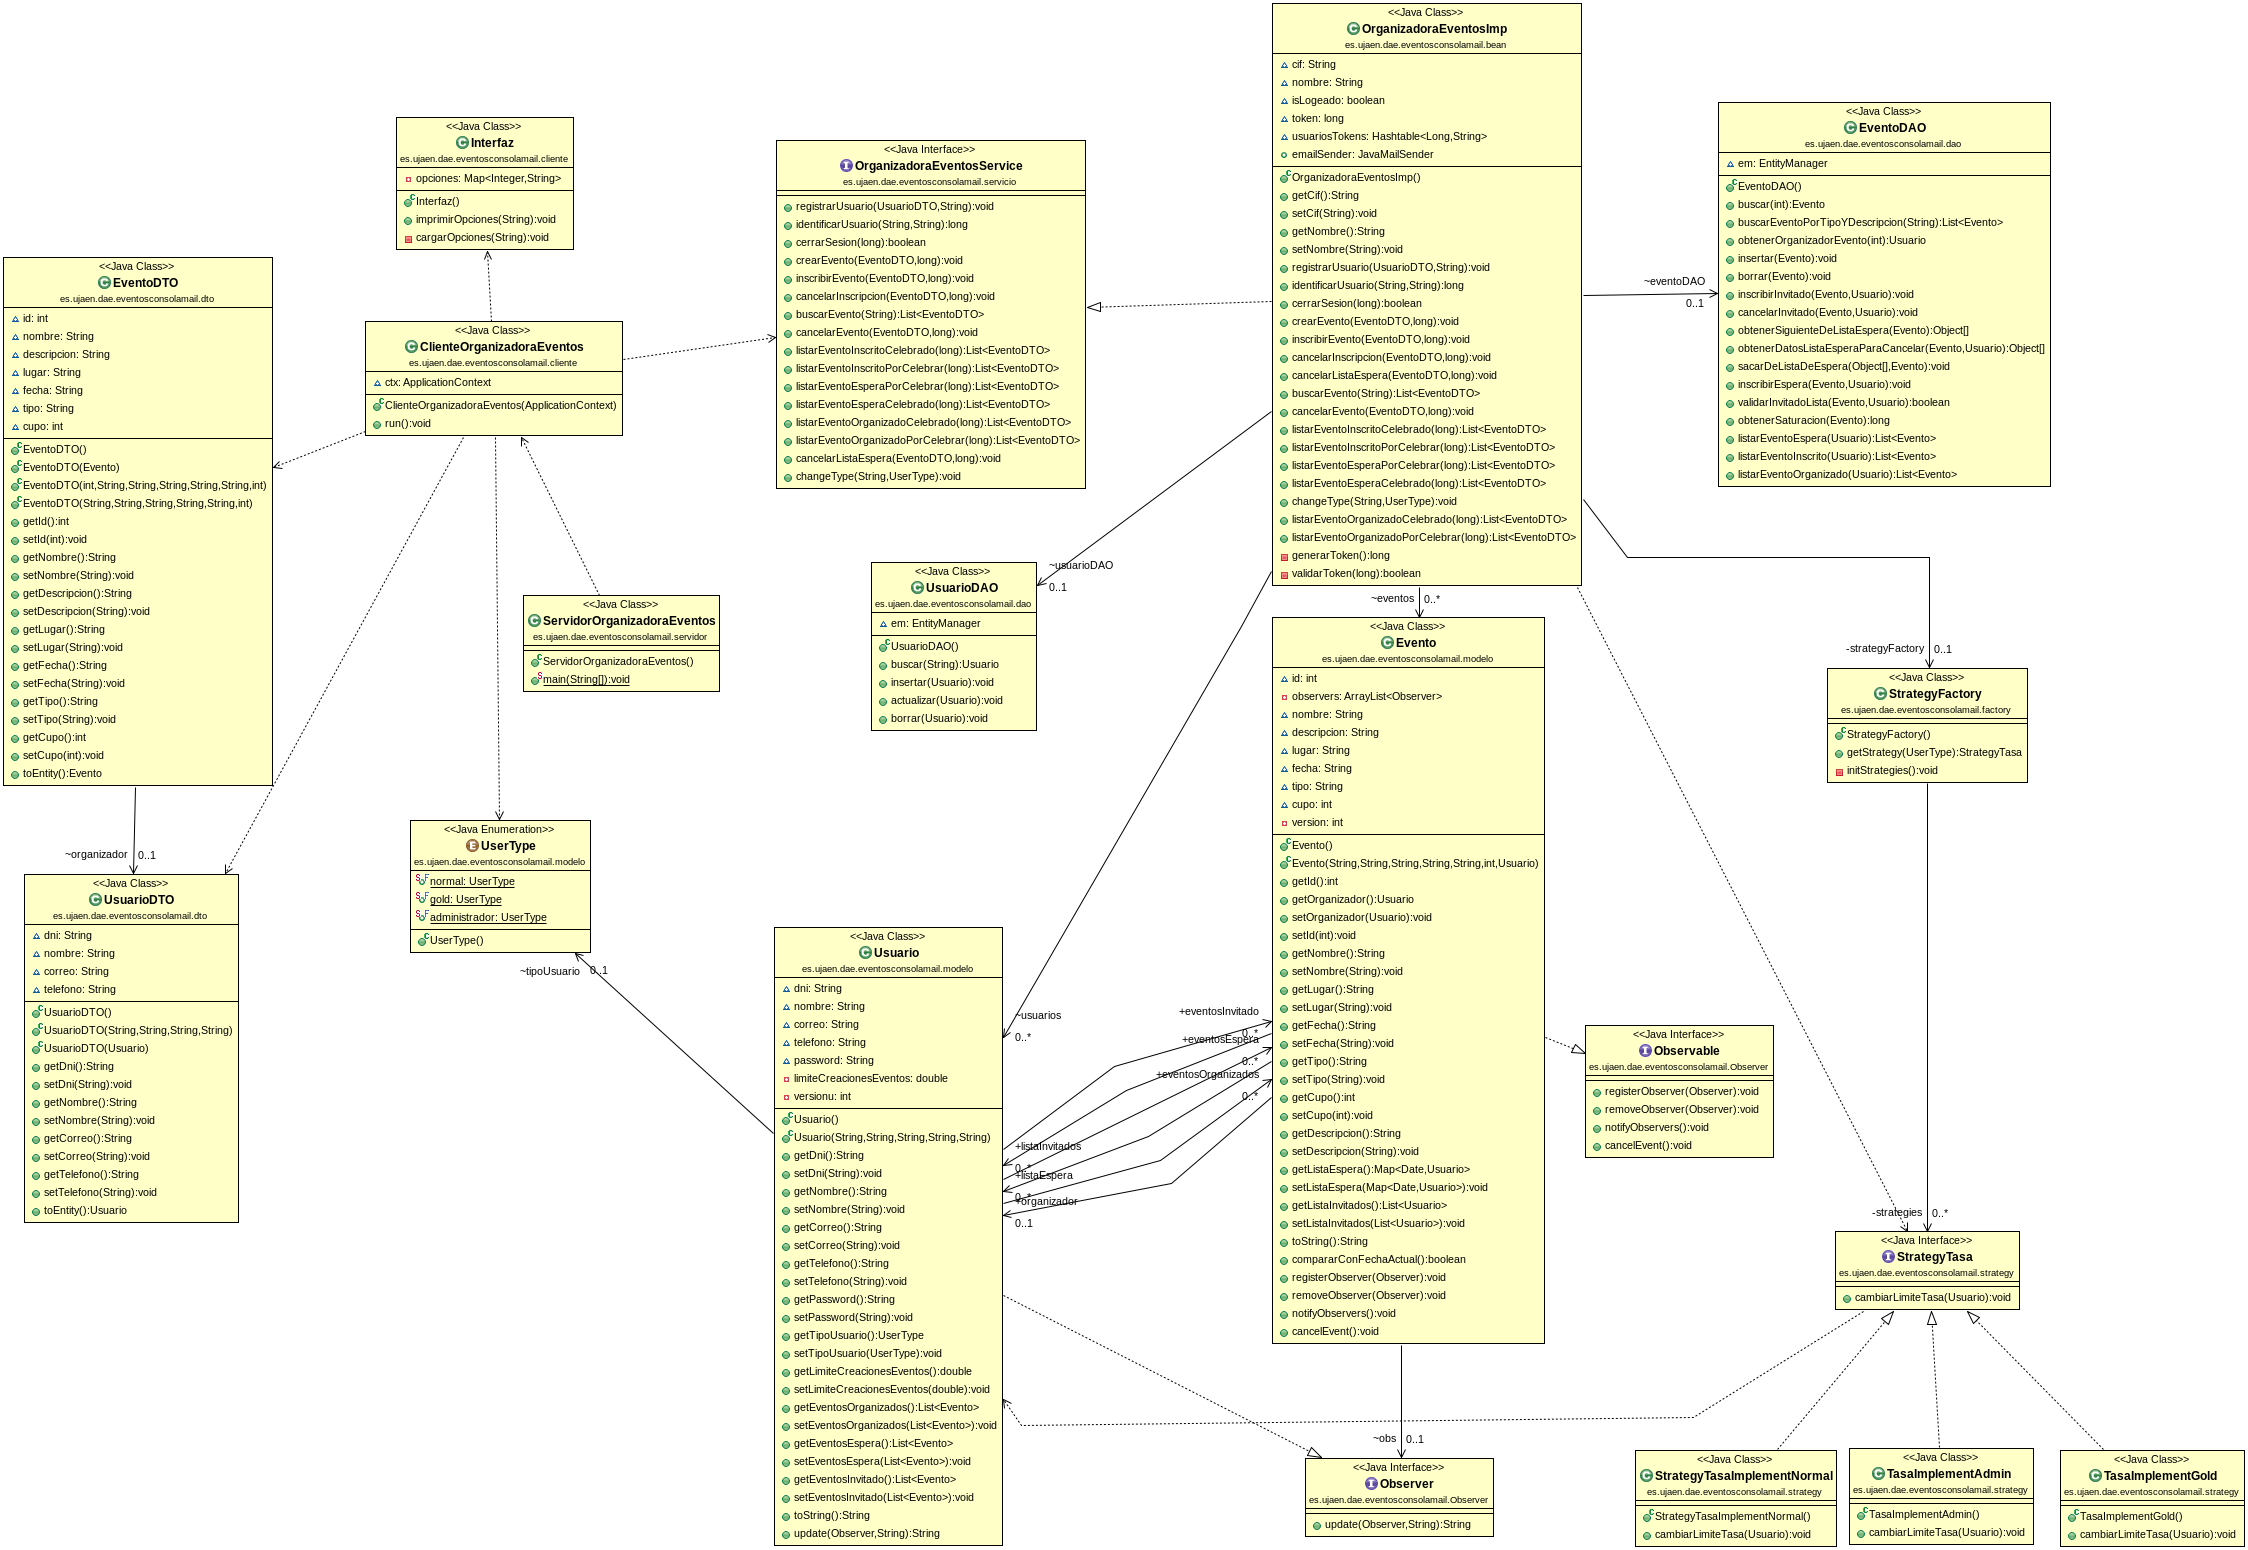 <<Java Class>>
OrganizadoraEventosImp
es.ujaen.dae.eventosconsolamail.bean
cif: String
nombre: String
isLogeado: boolean
token: long
usuariosTokens: Hashtable<Long,String>
emailSender: JavaMailSender
OrganizadoraEventosImp()
getCif():String
setCif(String):void
getNombre():String
setNombre(String):void
registrarUsuario(UsuarioDTO,String):void
identificarUsuario(String,String):long
cerrarSesion(long):boolean
crearEvento(EventoDTO,long):void
inscribirEvento(EventoDTO,long):void
cancelarInscripcion(EventoDTO,long):void
cancelarListaEspera(EventoDTO,long):void
buscarEvento(String):List<EventoDTO>
cancelarEvento(EventoDTO,long):void
listarEventoInscritoCelebrado(long):List<EventoDTO>
listarEventoInscritoPorCelebrar(long):List<EventoDTO>
listarEventoEsperaPorCelebrar(long):List<EventoDTO>
listarEventoEsperaCelebrado(long):List<EventoDTO>
changeType(String,UserType):void
listarEventoOrganizadoCelebrado(long):List<EventoDTO>
listarEventoOrganizadoPorCelebrar(long):List<EventoDTO>
generarToken():long
validarToken(long):boolean
<<Java Class>>
EventoDAO
es.ujaen.dae.eventosconsolamail.dao
em: EntityManager
EventoDAO()
buscar(int):Evento
buscarEventoPorTipoYDescripcion(String):List<Evento>
obtenerOrganizadorEvento(int):Usuario
insertar(Evento):void
borrar(Evento):void
inscribirInvitado(Evento,Usuario):void
cancelarInvitado(Evento,Usuario):void
obtenerSiguienteDeListaEspera(Evento):Object[]
obtenerDatosListaEsperaParaCancelar(Evento,Usuario):Object[]
sacarDeListaDeEspera(Object[],Evento):void
inscribirEspera(Evento,Usuario):void
validarInvitadoLista(Evento,Usuario):boolean
obtenerSaturacion(Evento):long
listarEventoEspera(Usuario):List<Evento>
listarEventoInscrito(Usuario):List<Evento>
listarEventoOrganizado(Usuario):List<Evento>
~eventoDAO
0..1
<<Java Class>>
Interfaz
es.ujaen.dae.eventosconsolamail.cliente
opciones: Map<Integer,String>
Interfaz()
imprimirOpciones(String):void
cargarOpciones(String):void
<<Java Interface>>
OrganizadoraEventosService
es.ujaen.dae.eventosconsolamail.servicio
registrarUsuario(UsuarioDTO,String):void
identificarUsuario(String,String):long
cerrarSesion(long):boolean
crearEvento(EventoDTO,long):void
inscribirEvento(EventoDTO,long):void
cancelarInscripcion(EventoDTO,long):void
buscarEvento(String):List<EventoDTO>
cancelarEvento(EventoDTO,long):void
listarEventoInscritoCelebrado(long):List<EventoDTO>
listarEventoInscritoPorCelebrar(long):List<EventoDTO>
listarEventoEsperaPorCelebrar(long):List<EventoDTO>
listarEventoEsperaCelebrado(long):List<EventoDTO>
listarEventoOrganizadoCelebrado(long):List<EventoDTO>
listarEventoOrganizadoPorCelebrar(long):List<EventoDTO>
cancelarListaEspera(EventoDTO,long):void
changeType(String,UserType):void
<<Java Class>>
EventoDTO
es.ujaen.dae.eventosconsolamail.dto
id: int
nombre: String
descripcion: String
lugar: String
fecha: String
tipo: String
cupo: int
EventoDTO()
EventoDTO(Evento)
EventoDTO(int,String,String,String,String,String,int)
EventoDTO(String,String,String,String,String,int)
getId():int
setId(int):void
getNombre():String
setNombre(String):void
getDescripcion():String
setDescripcion(String):void
getLugar():String
setLugar(String):void
getFecha():String
setFecha(String):void
getTipo():String
setTipo(String):void
getCupo():int
setCupo(int):void
toEntity():Evento
<<Java Class>>
ClienteOrganizadoraEventos
es.ujaen.dae.eventosconsolamail.cliente
ctx: ApplicationContext
ClienteOrganizadoraEventos(ApplicationContext)
run():void
<<Java Class>>
ServidorOrganizadoraEventos
es.ujaen.dae.eventosconsolamail.servidor
ServidorOrganizadoraEventos()
main(String[]):void
~usuarioDAO
0..1
<<Java Class>>
UsuarioDAO
es.ujaen.dae.eventosconsolamail.dao
em: EntityManager
UsuarioDAO()
buscar(String):Usuario
insertar(Usuario):void
actualizar(Usuario):void
borrar(Usuario):void
~eventos
0..*
<<Java Class>>
Evento
es.ujaen.dae.eventosconsolamail.modelo
id: int
observers: ArrayList<Observer>
nombre: String
descripcion: String
lugar: String
fecha: String
tipo: String
cupo: int
version: int
Evento()
Evento(String,String,String,String,String,int,Usuario)
getId():int
getOrganizador():Usuario
setOrganizador(Usuario):void
setId(int):void
getNombre():String
setNombre(String):void
getLugar():String
setLugar(String):void
getFecha():String
setFecha(String):void
getTipo():String
setTipo(String):void
getCupo():int
setCupo(int):void
getDescripcion():String
setDescripcion(String):void
getListaEspera():Map<Date,Usuario>
setListaEspera(Map<Date,Usuario>):void
getListaInvitados():List<Usuario>
setListaInvitados(List<Usuario>):void
toString():String
compararConFechaActual():boolean
registerObserver(Observer):void
removeObserver(Observer):void
notifyObservers():void
cancelEvent():void
-strategyFactory
0..1
<<Java Class>>
StrategyFactory
es.ujaen.dae.eventosconsolamail.factory
StrategyFactory()
getStrategy(UserType):StrategyTasa
initStrategies():void
~organizador
0..1
<<Java Class>>
UsuarioDTO
es.ujaen.dae.eventosconsolamail.dto
dni: String
nombre: String
correo: String
telefono: String
UsuarioDTO()
UsuarioDTO(String,String,String,String)
UsuarioDTO(Usuario)
getDni():String
setDni(String):void
getNombre():String
setNombre(String):void
getCorreo():String
setCorreo(String):void
getTelefono():String
setTelefono(String):void
toEntity():Usuario
<<Java Enumeration>>
UserType
es.ujaen.dae.eventosconsolamail.modelo
normal: UserType
gold: UserType
administrador: UserType
UserType()
~tipoUsuario
0..1
<<Java Class>>
Usuario
es.ujaen.dae.eventosconsolamail.modelo
dni: String
nombre: String
correo: String
telefono: String
password: String
limiteCreacionesEventos: double
versionu: int
Usuario()
Usuario(String,String,String,String,String)
getDni():String
setDni(String):void
getNombre():String
setNombre(String):void
getCorreo():String
setCorreo(String):void
getTelefono():String
setTelefono(String):void
getPassword():String
setPassword(String):void
getTipoUsuario():UserType
setTipoUsuario(UserType):void
getLimiteCreacionesEventos():double
setLimiteCreacionesEventos(double):void
getEventosOrganizados():List<Evento>
setEventosOrganizados(List<Evento>):void
getEventosEspera():List<Evento>
setEventosEspera(List<Evento>):void
getEventosInvitado():List<Evento>
setEventosInvitado(List<Evento>):void
toString():String
update(Observer,String):String
~usuarios
0..*
+eventosInvitado
0..*
+eventosEspera
0..*
+eventosOrganizados
0..*
+listaInvitados
0..*
+listaEspera
0..*
+organizador
0..1
<<Java Interface>>
Observable
es.ujaen.dae.eventosconsolamail.Observer
registerObserver(Observer):void
removeObserver(Observer):void
notifyObservers():void
cancelEvent():void
-strategies
0..*
<<Java Interface>>
StrategyTasa
es.ujaen.dae.eventosconsolamail.strategy
cambiarLimiteTasa(Usuario):void
~obs
0..1
<<Java Interface>>
Observer
es.ujaen.dae.eventosconsolamail.Observer
update(Observer,String):String
<<Java Class>>
StrategyTasaImplementNormal
es.ujaen.dae.eventosconsolamail.strategy
StrategyTasaImplementNormal()
cambiarLimiteTasa(Usuario):void
<<Java Class>>
TasaImplementAdmin
es.ujaen.dae.eventosconsolamail.strategy
TasaImplementAdmin()
cambiarLimiteTasa(Usuario):void
<<Java Class>>
TasaImplementGold
es.ujaen.dae.eventosconsolamail.strategy
TasaImplementGold()
cambiarLimiteTasa(Usuario):void